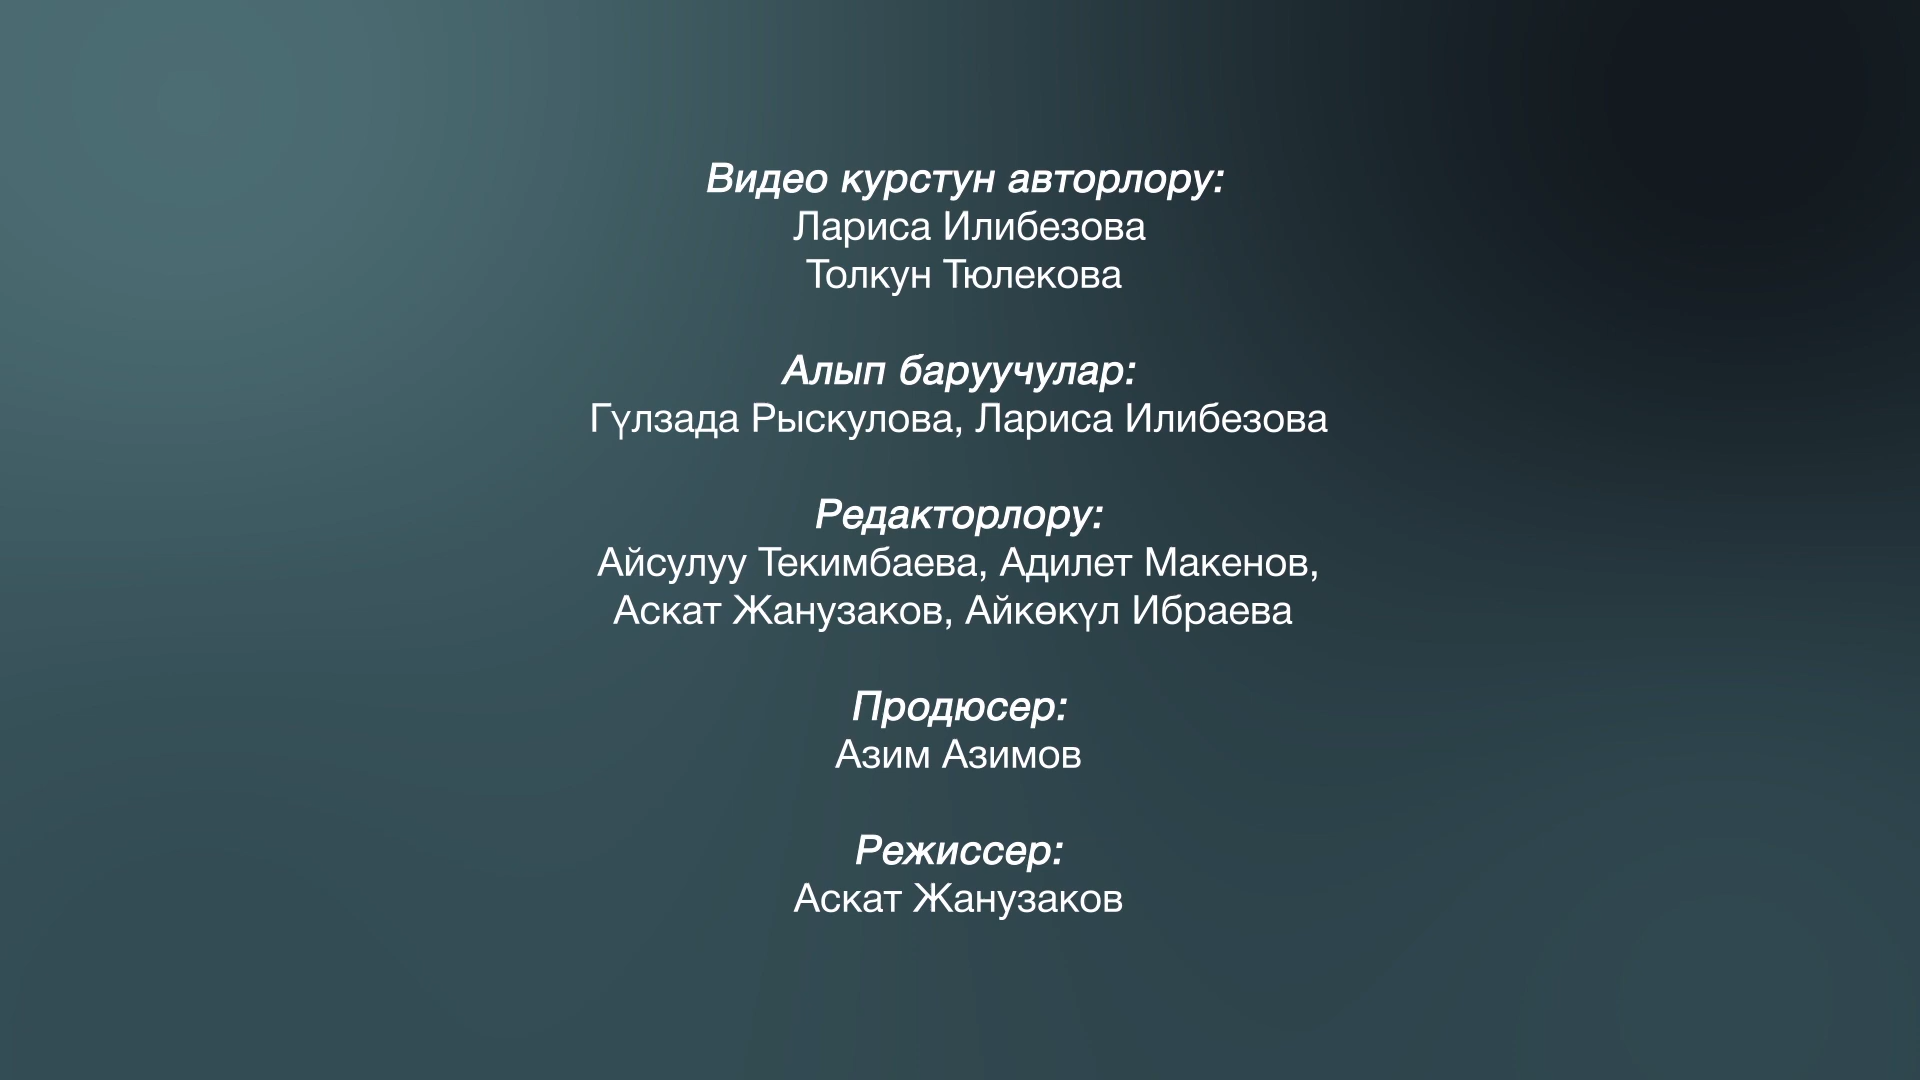 Видео курстун авторлору:
Лариса Илибезова
Толкун Тюлекова
Алып баруучулар:
Гүлзада Рыскулова, Лариса Илибезова
Редакторлору:
Айсулуу Текимбаева, Адилет Макенов,
Аскат Жанузаков, Айкөкүл Ибраева
Продюсер:
Азим Азимов
Режиссер:
Аскат Жанузаков